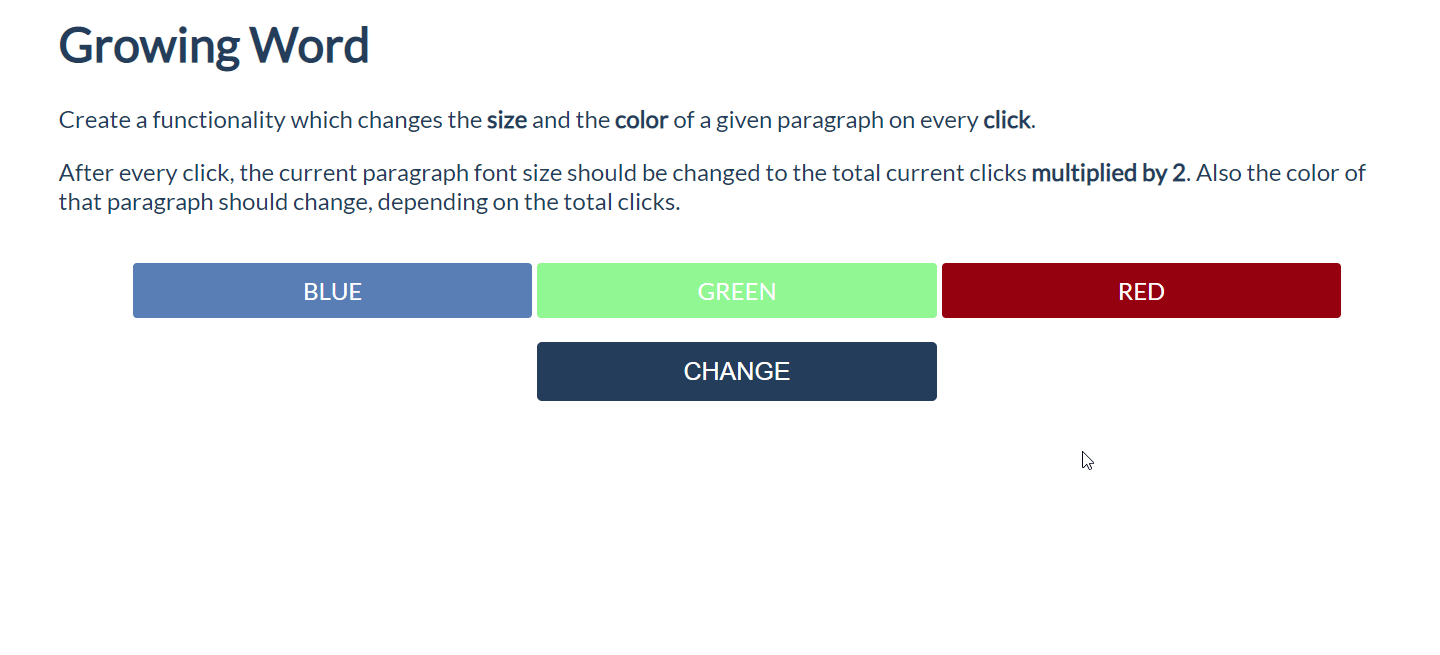 Growing Word
Create a functionality which changes the size and the color of a given paragraph on every click.
After every click, the current paragraph font size should be changed to the total current clicks multiplied by 2. Also the color of
that paragraph should change, depending on the total clicks.
BLUE
GREEN
RED
CHANGE